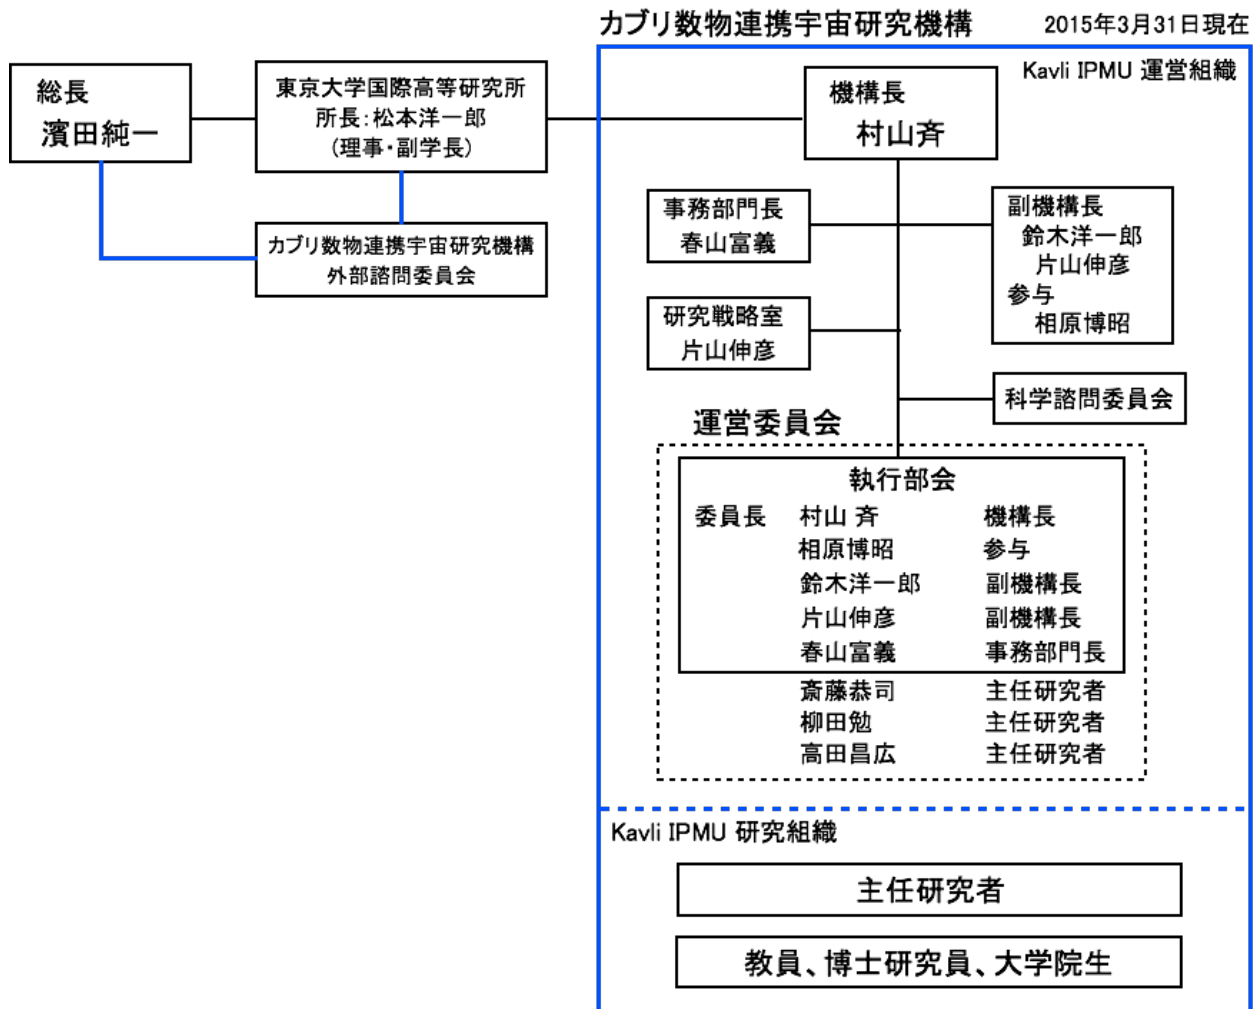 カブリ数物連携宇宙研究機構 2015年3月31日現在
Kavli IPMU 運営組織
総長
濱田純一
東京大学国際高等研究所
所長:松本洋一郎
(理事・副学長)
カブリ数物連携宇宙研究機構
外部諮問委員会
機構長
村山斉
事務部門長
春山富義
副機構長
鈴木洋一郎
片山伸彦
参与
相原博昭
研究戦略室
片山伸彦
科学諮問委員会
運営委員会
執行部会
委員長 村山 斉 機構長
相原博昭 参与
鈴木洋一郎 副機構長
片山伸彦 副機構長
春山富義 事務部門長
斎藤恭司 主任研究者
柳田勉 主任研究者
高田昌広 主任研究者
Kavli IPMU 研究組織
主任研究者
教員、博士研究員、大学院生